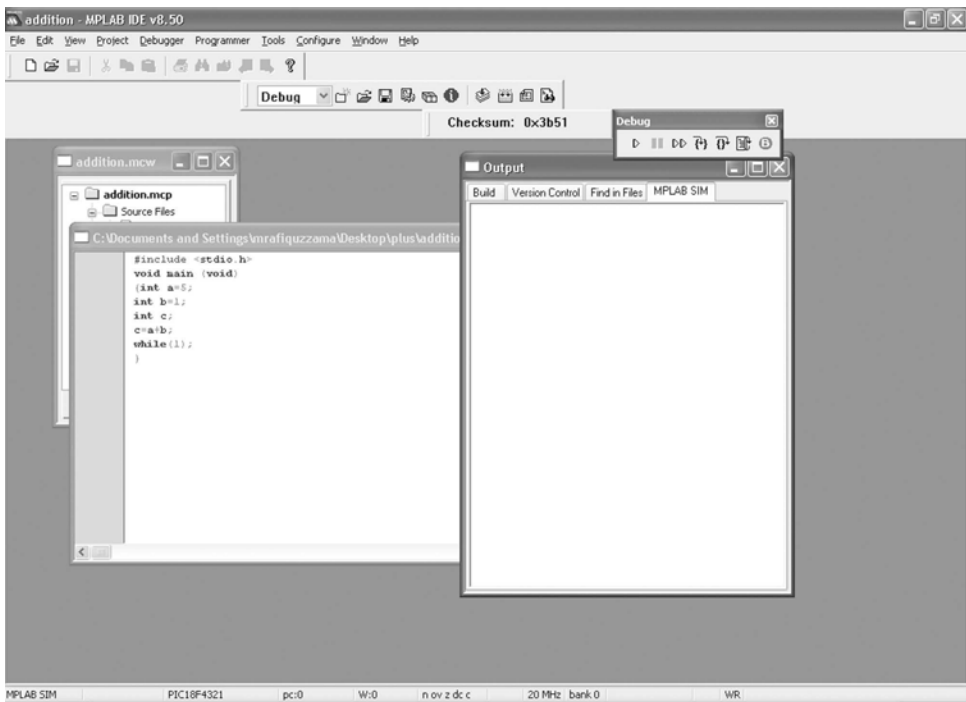 addition - MPLAB IDE v8.50
File Edit View Project Debugger Programmer Tools Configure Window Help
Debug
Checksum: 0x3b51
Debug
addition.mcw
addition.mcp
Source Files
Output
Build Version Control Find in Files MPLAB SIM
C:\Documents and Settings\mrafiquzzama\Desktop\plus\additio
#include <stdio.h>
void main (void)
{int a=5;
int b=1;
int c;
c=a+b;
while(1);
}
MPLAB SIM PIC18F4321 pc:0 W:0 n ov z dc c 20 MHz bank 0 WR